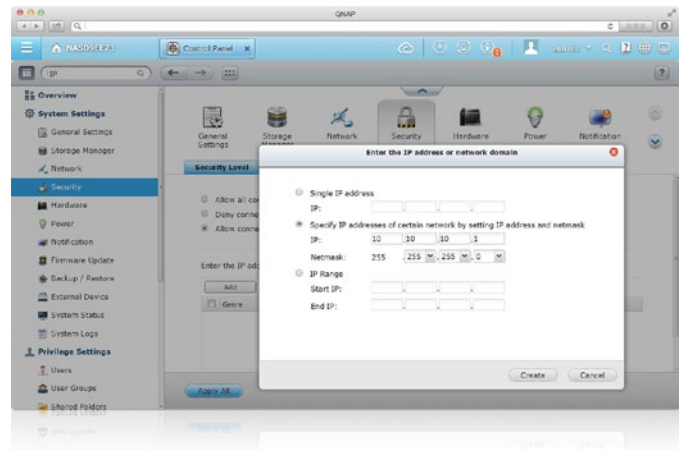 QNAP
Control Panel
Overview
System Settings
General Settings
Storage Manager
Network
Security
Hardware
Power
Notification
Firmware Update
Backup / Restore
External Device
System Status
System Logs
Privilege Settings
Users
User Groups
Shared Folders
General Settings
Storage Manager
Network
Security
Hardware
Power
Notification
Security Level
Allow all co
Deny conne
Allow conne
Enter the IP add
Add
Genre
Apply All
Enter the IP address or network domain
Single IP address
IP:
Specify IP addresses of certain network by setting IP address and netmask
IP: 10 .10 .10 .1
Netmask: 255 .255 .255 .0
IP Range
Start IP:
End IP:
Create Cancel